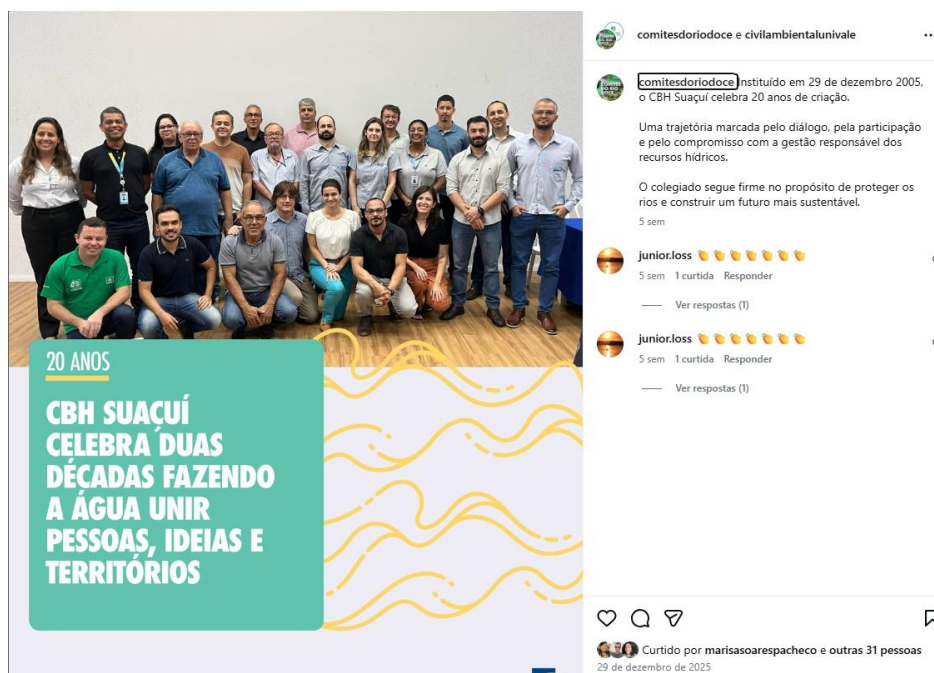 20 ANOS
CBH SUAÇUÍ
CELEBRA DUAS
DÉCADAS FAZENDO
A ÁGUA UNIR
PESSOAS, IDEIAS E
TERRITÓRIOS
comitesdoriodoce e civilambientalunivale
comitesdoriodoce Instituído em 29 de dezembro 2005,
o CBH Suaçuí celebra 20 anos de criação.
Uma trajetória marcada pelo diálogo, pela participação
e pelo compromisso com a gestão responsável dos
recursos hídricos.
O colegiado segue firme no propósito de proteger os
rios e construir um futuro mais sustentável.
5 sem
junior.loss 👏👏👏👏👏👏👏
5 sem 1 curtida Responder
Ver respostas (1)
junior.loss 👏👏👏👏👏👏👏
5 sem 1 curtida Responder
Ver respostas (1)
Curtido por marisasoarespacheco e outras 31 pessoas
29 de dezembro de 2025